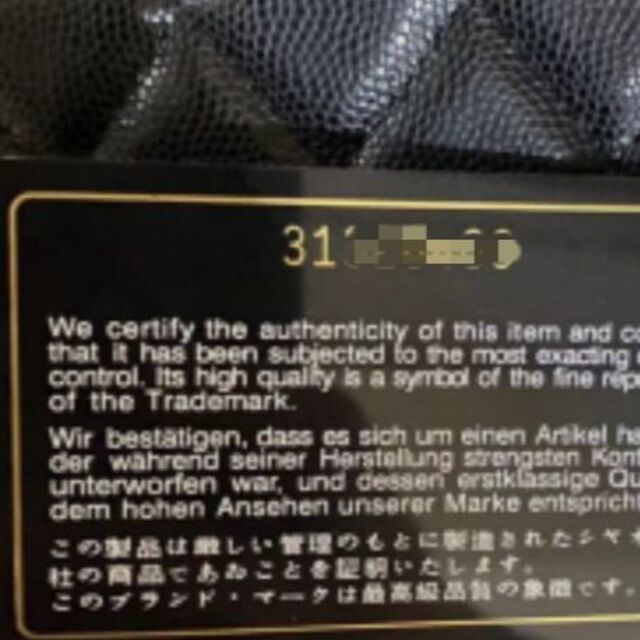 31
We certify the authenticity of this item and
that it has been subjected to the most exacting
control. Its high quality is a symbol of the fine
of the Trademark.
Wir bestätigen, dass es sich um einen Artikel
der während seiner Herstellung strengsten
unterworfen war, und dessen erstklassige
dem hohen Ansehen unserer Marke
この製品は厳しい管理のもとに製造されたシャネ
社の商品であることを証明いたします。
このブランド・マークは最高級品質の象徴です。